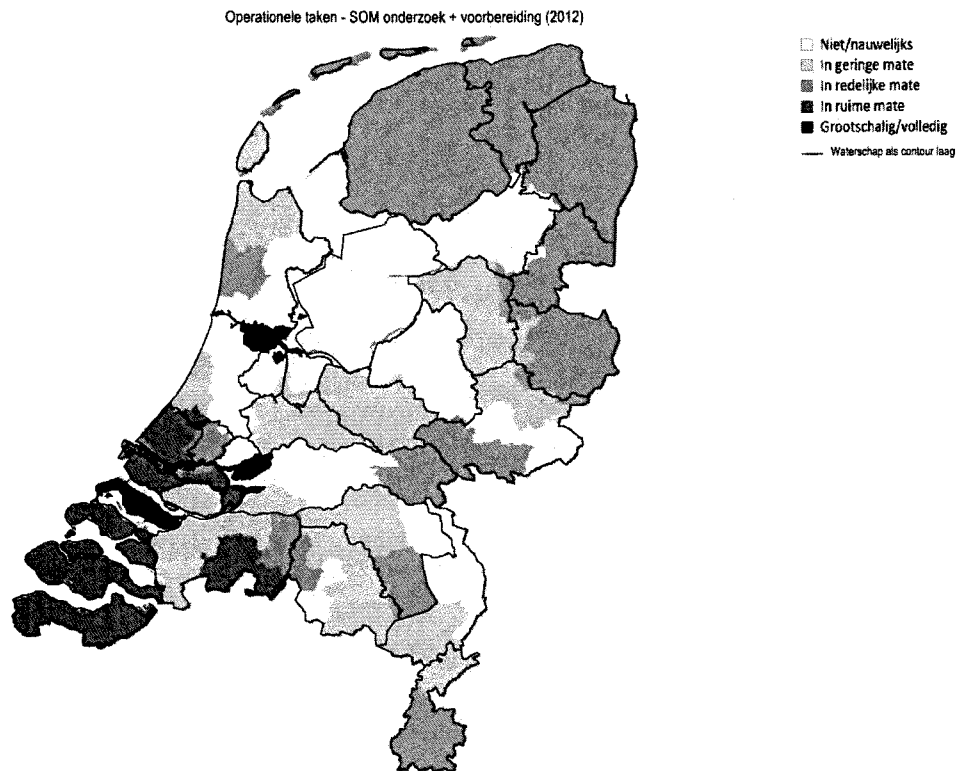 Operationele taken - SOM onderzoek + voorbereiding (2012)
Niet/nauwelijks
In geringe mate
In redelijke mate
In ruime mate
Grootschalig/volledig
Waterschap als contour laag